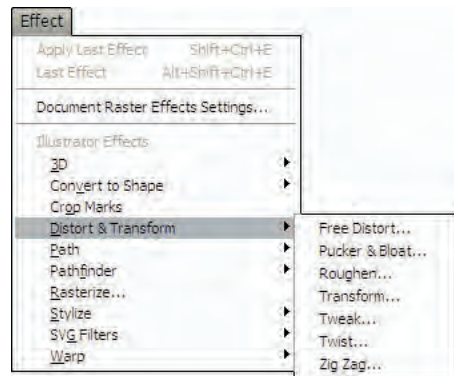 Effect
Apply Last Effect Shift+Ctrl+E
Last Effect Alt+Shift+Ctrl+E
Document Raster Effects Settings...
Illustrator Effects
3D
Convert to Shape
Crop Marks
Distort & Transform
Path
Pathfinder
Rasterize...
Stylize
SVG Filters
Warp
Free Distort...
Pucker & Bloat...
Roughen...
Transform...
Tweak...
Twist...
Zig Zag...